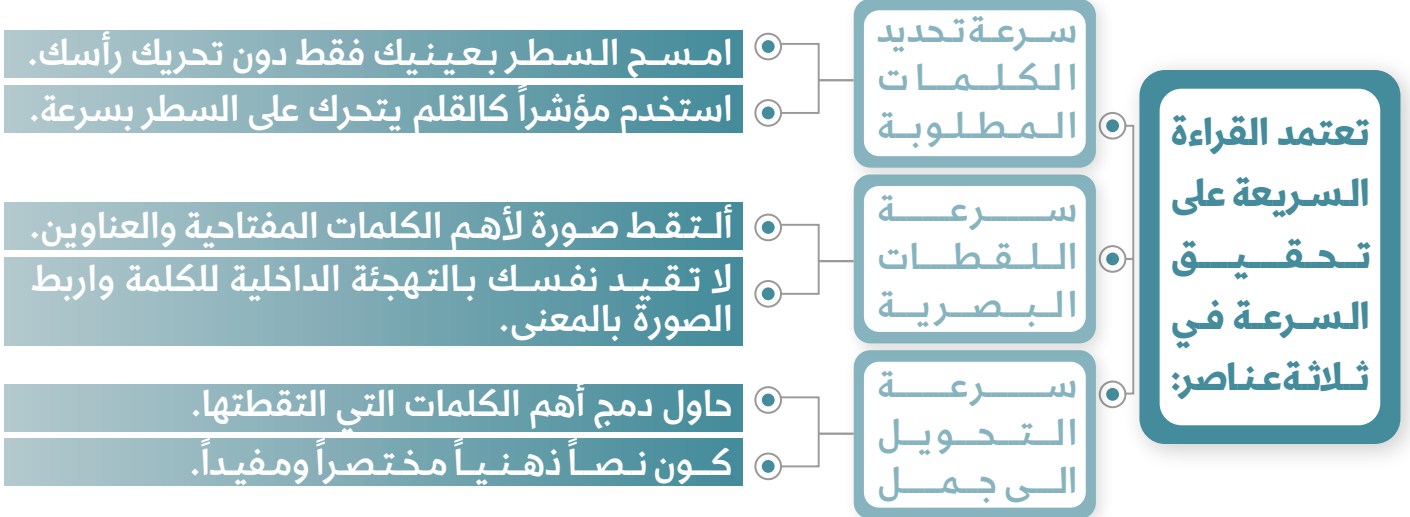 تعتمد القراءة
السريعة على
تحقيق
السرعة في
ثلاثة عناصر:
سرعة تحديد
الكلمات
المطلوبة
امسح السطر بعينيك فقط دون تحريك رأسك.
استخدم مؤشراً كالقلم يتحرك على السطر بسرعة.
سرعة
اللقطات
البصرية
ألتقط صورة لأهم الكلمات المفتاحية والعناوين.
لا تقيد نفسك بالتهجئة الداخلية للكلمة واربط
الصورة بالمعنى.
سرعة
التحويل
الى جمل
حاول دمج أهم الكلمات التي التقطتها.
كون نصاً ذهنياً مختصراً ومفيداً.